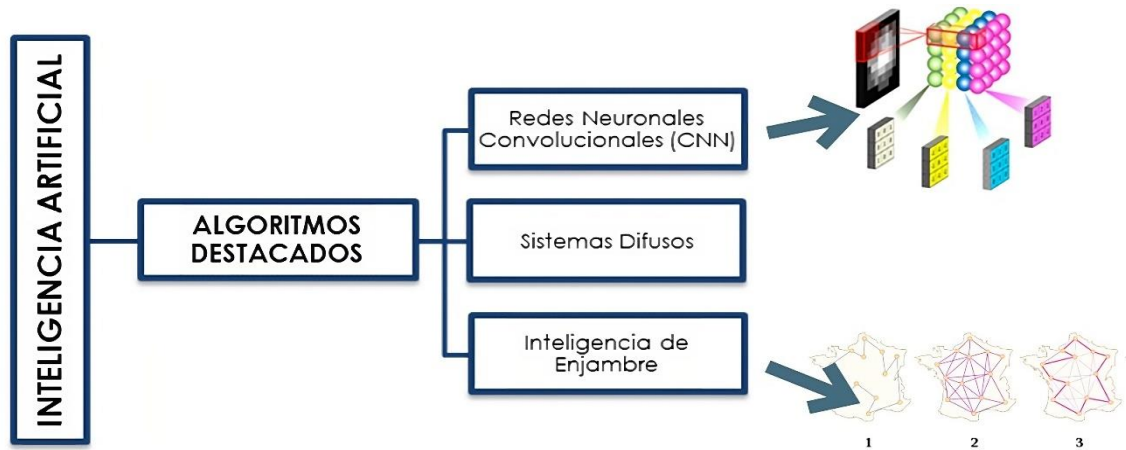 INTELIGENCIA ARTIFICIAL
ALGORITMOS
DESTACADOS
Redes Neuronales
Convolucionales (CNN)
Sistemas Difusos
Inteligencia de
Enjambre
1
2
3